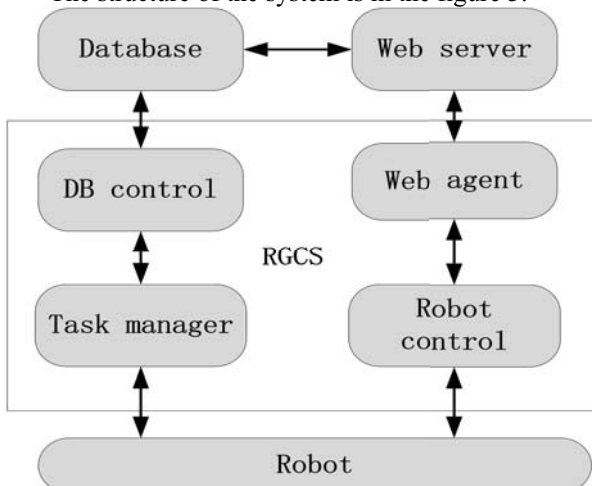 The structure of the system is in the figure 3.
Database
Web server
DB control
Web agent
RGCS
Task manager
Robot
control
Robot